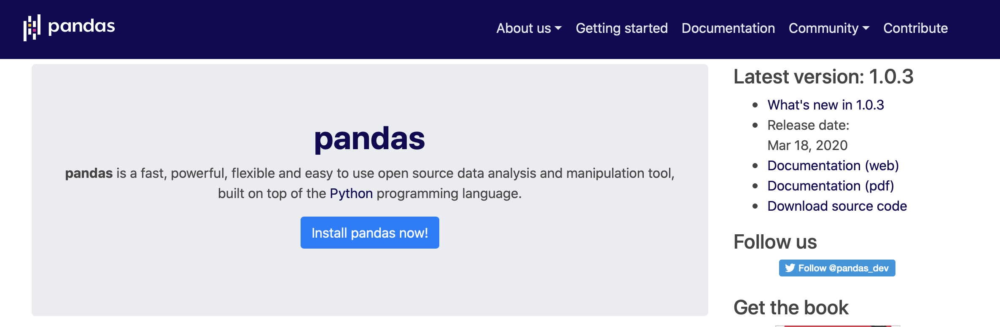 pandas
About us
Getting started
Documentation
Community
Contribute
pandas
pandas is a fast, powerful, flexible and easy to use open source data analysis and manipulation tool,
built on top of the Python programming language.
Install pandas now!
Latest version: 1.0.3
What's new in 1.0.3
Release date:
Mar 18, 2020
Documentation (web)
Documentation (pdf)
Download source code
Follow us
Follow @pandas_dev
Get the book